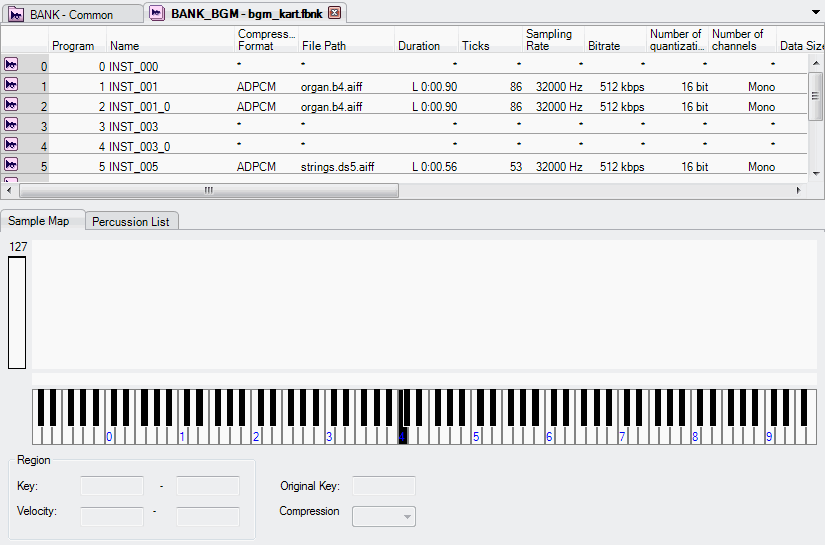 BANK - Common BANK_BGM - bgm_kart.fbnk
Program Name Compress... Format File Path Duration Ticks Sampling Rate Bitrate Number of quantizati... Number of channels Data Size
0 0 INST_000 * * * * * * * *
1 1 INST_001 ADPCM organ.b4.aiff L 0:00.90 86 32000 Hz 512 kbps 16 bit Mono
2 2 INST_001_0 ADPCM organ.b4.aiff L 0:00.90 86 32000 Hz 512 kbps 16 bit Mono
3 3 INST_003 * * * * * * * *
4 4 INST_003_0 * * * * * * * *
5 5 INST_005 ADPCM strings.ds5.aiff L 0:00.56 53 32000 Hz 512 kbps 16 bit Mono
Sample Map Percussion List
127
0 1 2 3 4 5 6 7 8 9
Region
Key: - Original Key:
Velocity: - Compression